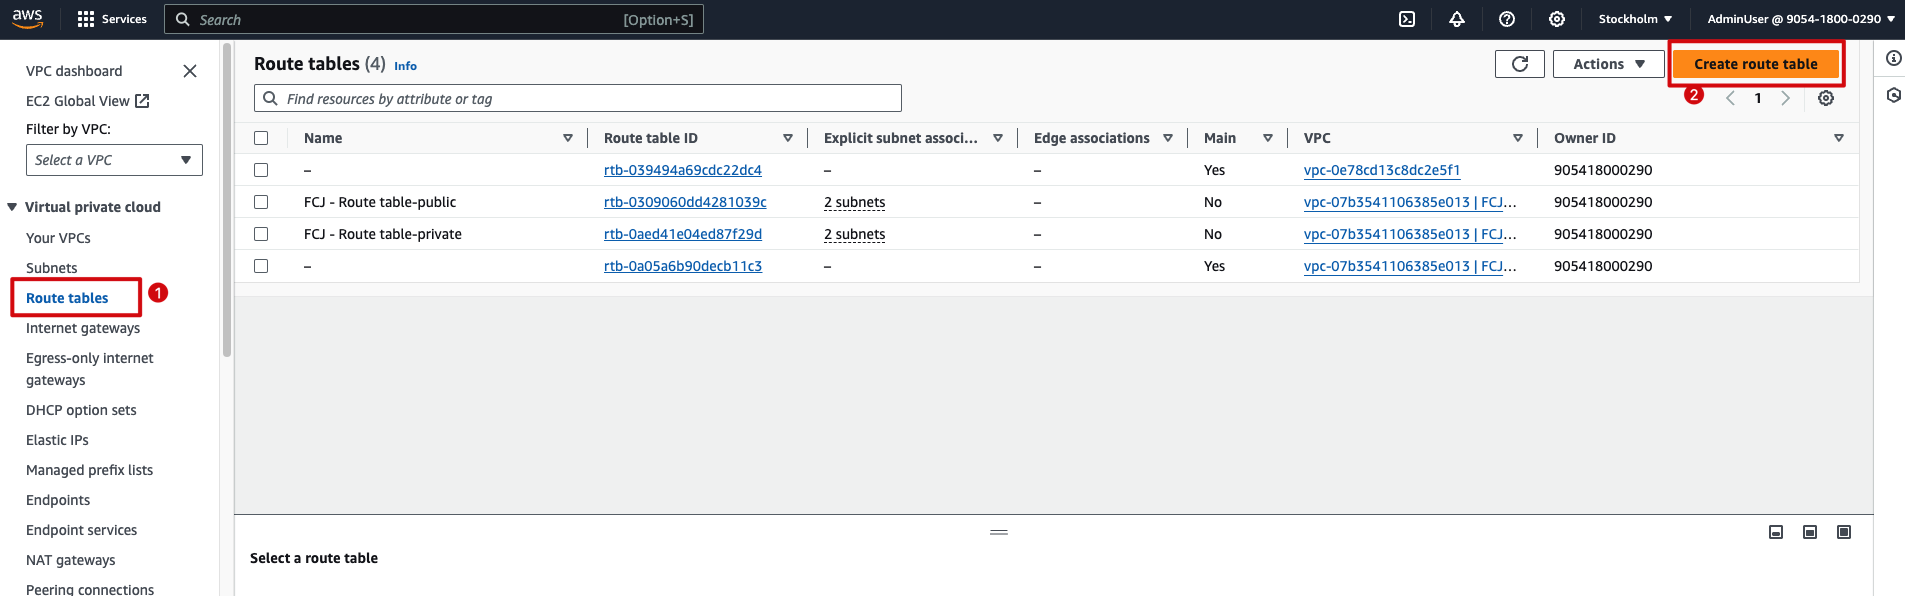 aws
Services
Search
[Option+S]
Stockholm
AdminUser @ 9054-1800-0290
VPC dashboard
EC2 Global View
Filter by VPC:
Select a VPC
Virtual private cloud
Your VPCs
Subnets
Route tables
1
Internet gateways
Egress-only internet
gateways
DHCP option sets
Elastic IPs
Managed prefix lists
Endpoints
Endpoint services
NAT gateways
Peering connections
Route tables (4) Info
Actions
Create route table
Find resources by attribute or tag
2
1
Name Route table ID Explicit subnet associ... Edge associations Main VPC Owner ID
– rtb-039494a69cdc22dc4 – – Yes vpc-0e78cd13c8dc2e5f1 905418000290
FCJ - Route table-public rtb-0309060dd4281039c 2 subnets – No vpc-07b3541106385e013 | FCJ... 905418000290
FCJ - Route table-private rtb-0aed41e04ed87f29d 2 subnets – No vpc-07b3541106385e013 | FCJ... 905418000290
– rtb-0a05a6b90decb11c3 – – Yes vpc-07b3541106385e013 | FCJ... 905418000290
Select a route table